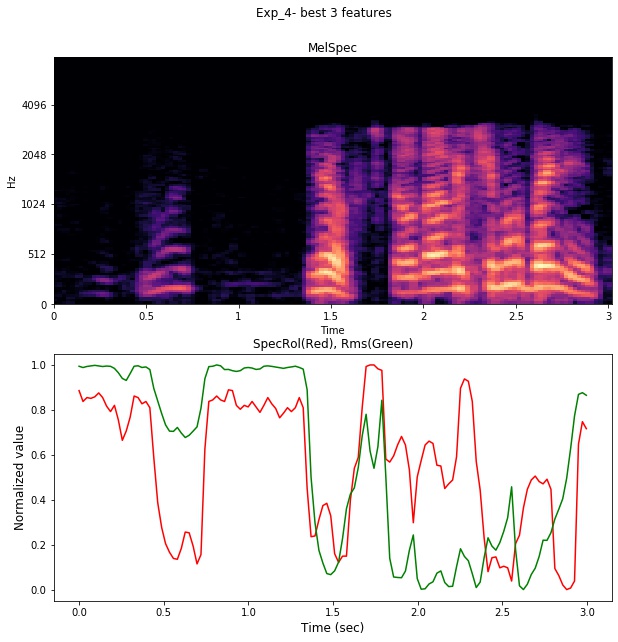 Exp_4- best 3 features
MelSpec
Hz
4096
2048
1024
512
0
0 0.5 1 1.5 2 2.5 3
Time
SpecRol(Red), Rms(Green)
Normalized value
1.0
0.8
0.6
0.4
0.2
0.0
0.0 0.5 1.0 1.5 2.0 2.5 3.0
Time (sec)